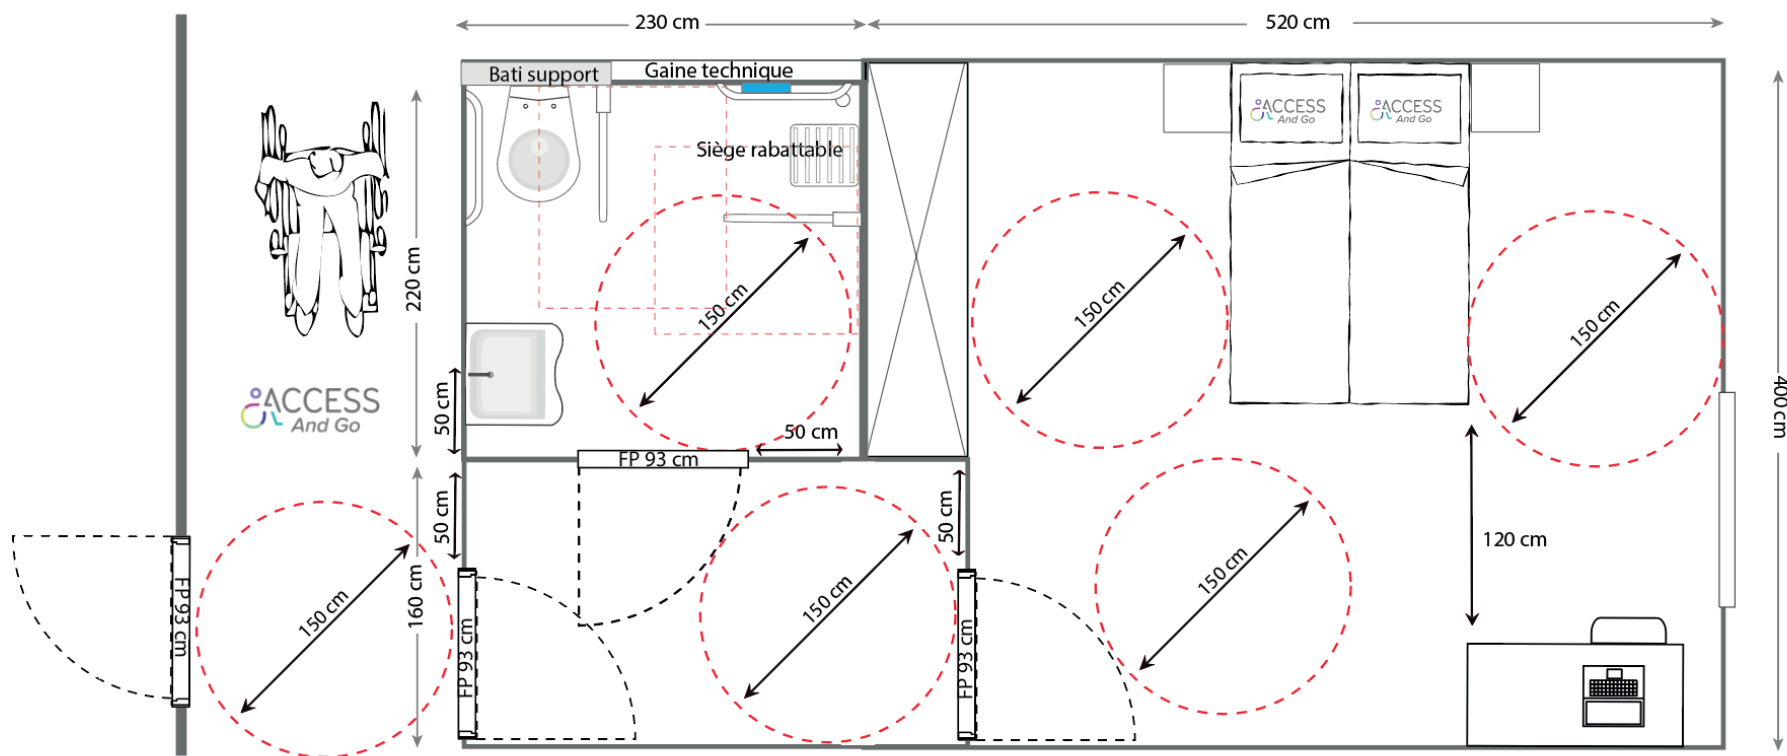 230 cm
520 cm
Bati support
Gaine technique
ACCESS
And Go
ACCESS
And Go
Siège rabattable
220 cm
150 cm
150 cm
150 cm
400 cm
ACCESS
And Go
50 cm
50 cm
FP 93 cm
50 cm
50 cm
120 cm
160 cm
150 cm
150 cm
150 cm
FP 93 cm
FP 93 cm
FP 93 cm